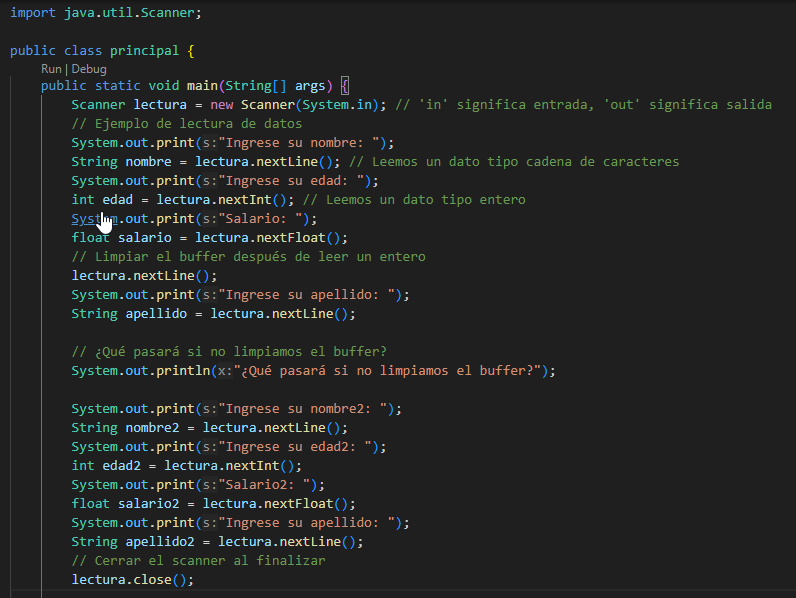 import java.util.Scanner;
public class principal {
Run | Debug
public static void main(String[] args) {
Scanner lectura = new Scanner(System.in); // 'in' significa entrada, 'out' significa salida
// Ejemplo de lectura de datos
System.out.print(s:"Ingrese su nombre: ");
String nombre = lectura.nextLine(); // Leemos un dato tipo cadena de caracteres
System.out.print(s:"Ingrese su edad: ");
int edad = lectura.nextInt(); // Leemos un dato tipo entero
System.out.print(s:"Salario: ");
float salario = lectura.nextFloat();
// Limpiar el buffer después de leer un entero
lectura.nextLine();
System.out.print(s:"Ingrese su apellido: ");
String apellido = lectura.nextLine();
// ¿Qué pasará si no limpiamos el buffer?
System.out.println(x:"¿Qué pasará si no limpiamos el buffer?");
System.out.print(s:"Ingrese su nombre2: ");
String nombre2 = lectura.nextLine();
System.out.print(s:"Ingrese su edad2: ");
int edad2 = lectura.nextInt();
System.out.print(s:"Salario2: ");
float salario2 = lectura.nextFloat();
System.out.print(s:"Ingrese su apellido: ");
String apellido2 = lectura.nextLine();
// Cerrar el scanner al finalizar
lectura.close();